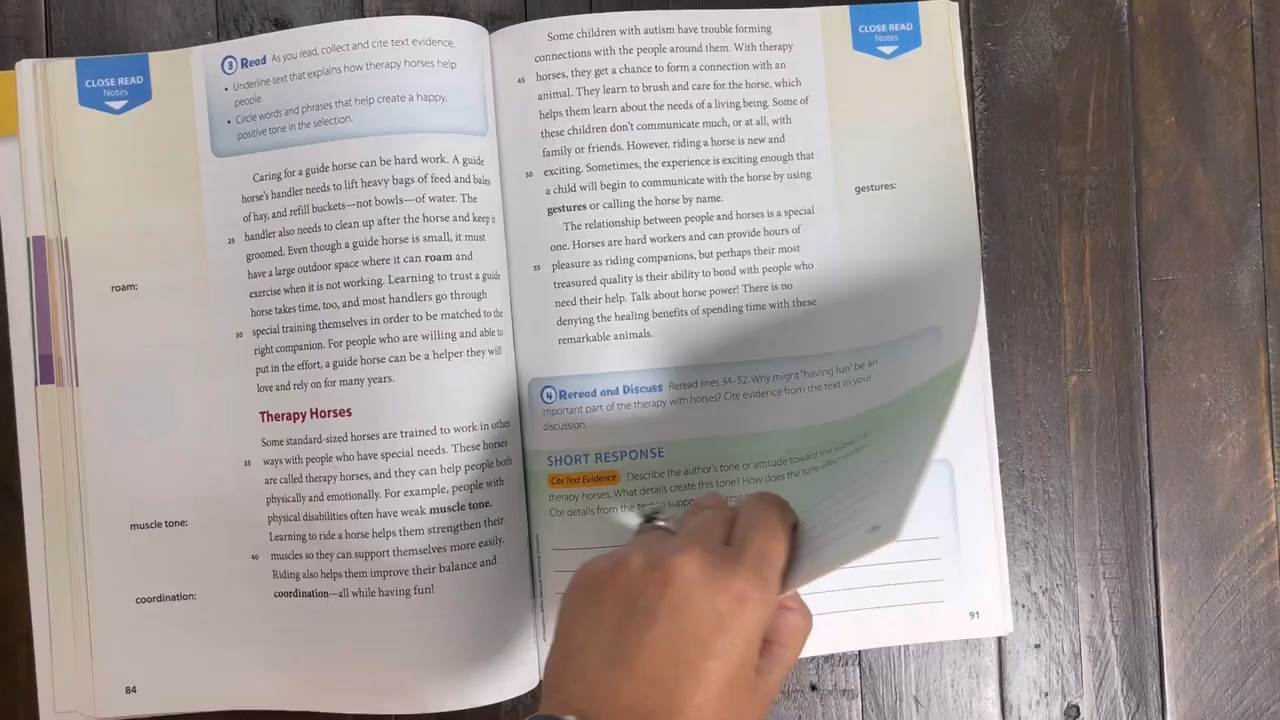 CLOSE READ
Notes
3 Read As you read, collect and cite text evidence.
• Underline text that explains how therapy horses help
people.
• Circle words and phrases that help create a happy,
positive tone in the selection.
Caring for a guide horse can be hard work. A guide
horse's handler needs to lift heavy bags of feed and bales
of hay, and refill buckets—not bowls—of water. The
25 handler also needs to clean up after the horse and keep it
groomed. Even though a guide horse is small, it must
have a large outdoor space where it can roam and
exercise when it is not working. Learning to trust a guide
horse takes time, too, and most handlers go through
30 special training themselves in order to be matched to the
right companion. For people who are willing and able to
put in the effort, a guide horse can be a helper they will
love and rely on for many years.
roam:
Therapy Horses
Some standard-sized horses are trained to work in other
35 ways with people who have special needs. These horses
are called therapy horses, and they can help people both
physically and emotionally. For example, people with
physical disabilities often have weak muscle tone.
Learning to ride a horse helps them strengthen their
40 muscles so they can support themselves more easily.
Riding also helps them improve their balance and
coordination—all while having fun!
muscle tone:
coordination:
84
Some children with autism have trouble forming
connections with the people around them. With therapy
45 horses, they get a chance to form a connection with an
animal. They learn to brush and care for the horse, which
helps them learn about the needs of a living being. Some of
these children don't communicate much, or at all, with
family or friends. However, riding a horse is new and
50 exciting. Sometimes, the experience is exciting enough that
a child will begin to communicate with the horse by using
gestures or calling the horse by name.
The relationship between people and horses is a special
one. Horses are hard workers and can provide hours of
55 pleasure as riding companions, but perhaps their most
treasured quality is their ability to bond with people who
need their help. Talk about horse power! There is no
denying the healing benefits of spending time with these
remarkable animals.
CLOSE READ
Notes
gestures:
4 Reread and Discuss Reread lines 34–52. Why might "having fun" be an
important part of the therapy with horses? Cite evidence from the text in your
discussion.
SHORT RESPONSE
Cite Text Evidence Describe the author's tone or attitude toward the subject of
therapy horses. What details create this tone? How does the tone
Cite details from the text to
91